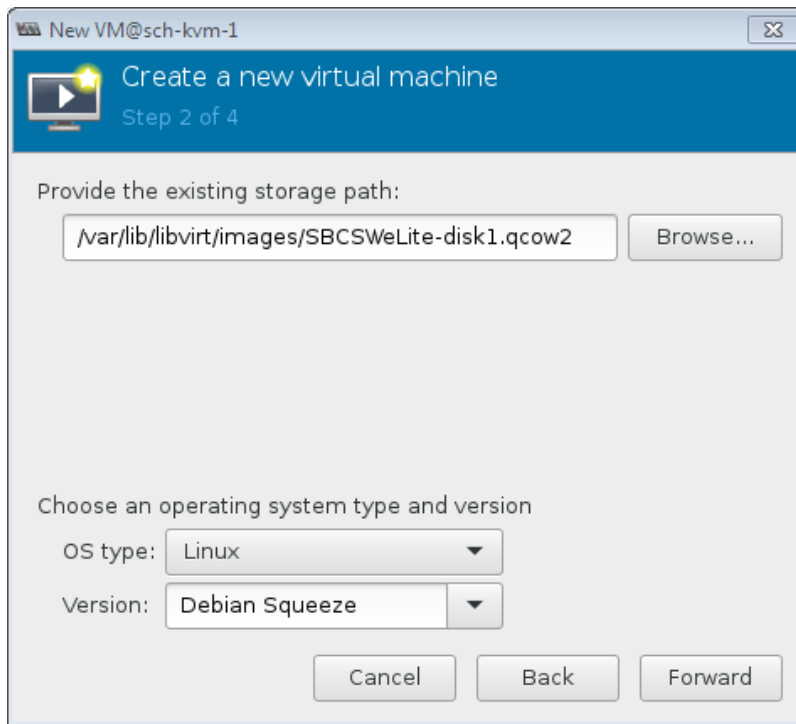 New VM@sch-kvm-1
Create a new virtual machine
Step 2 of 4
Provide the existing storage path:
/var/lib/libvirt/images/SBCSWeLite-disk1.qcow2 Browse...
Choose an operating system type and version
OS type: Linux
Version: Debian Squeeze
Cancel Back Forward